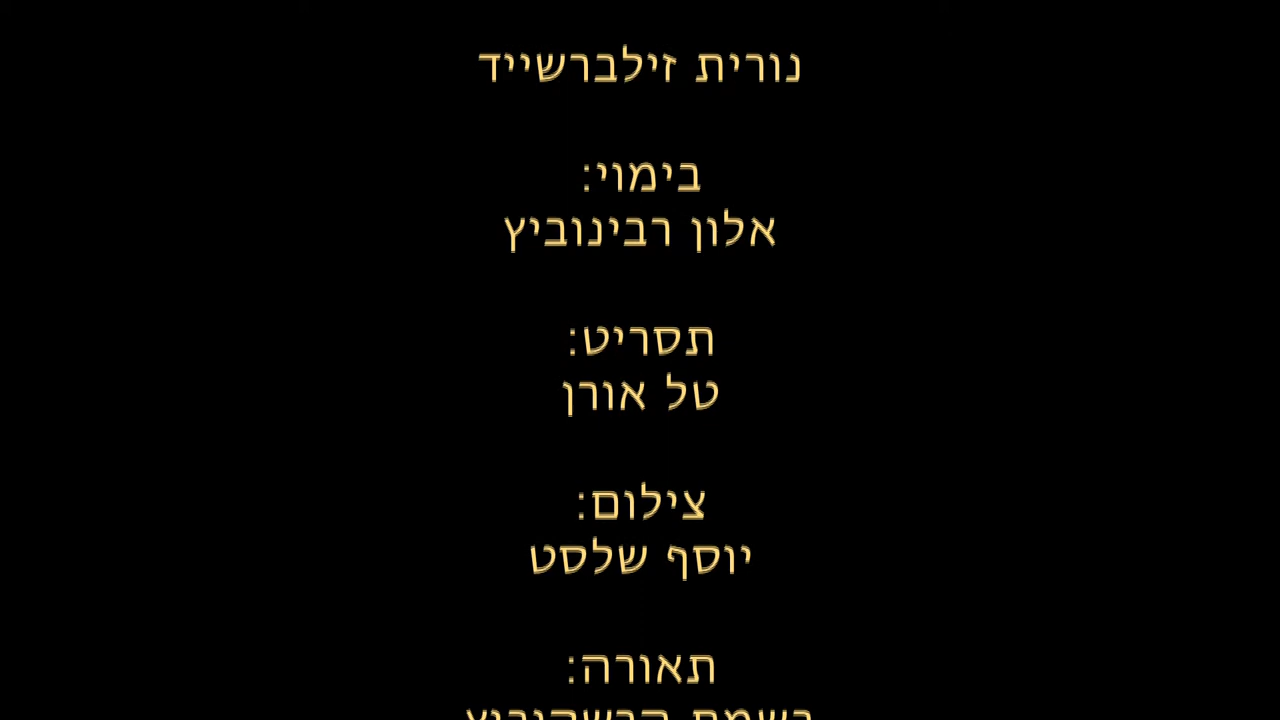 נורית זילברשייד
בימוי:
אלון רבינוביץ
תסריט:
טל אורן
צילום:
יוסף שלסט
תאורה: